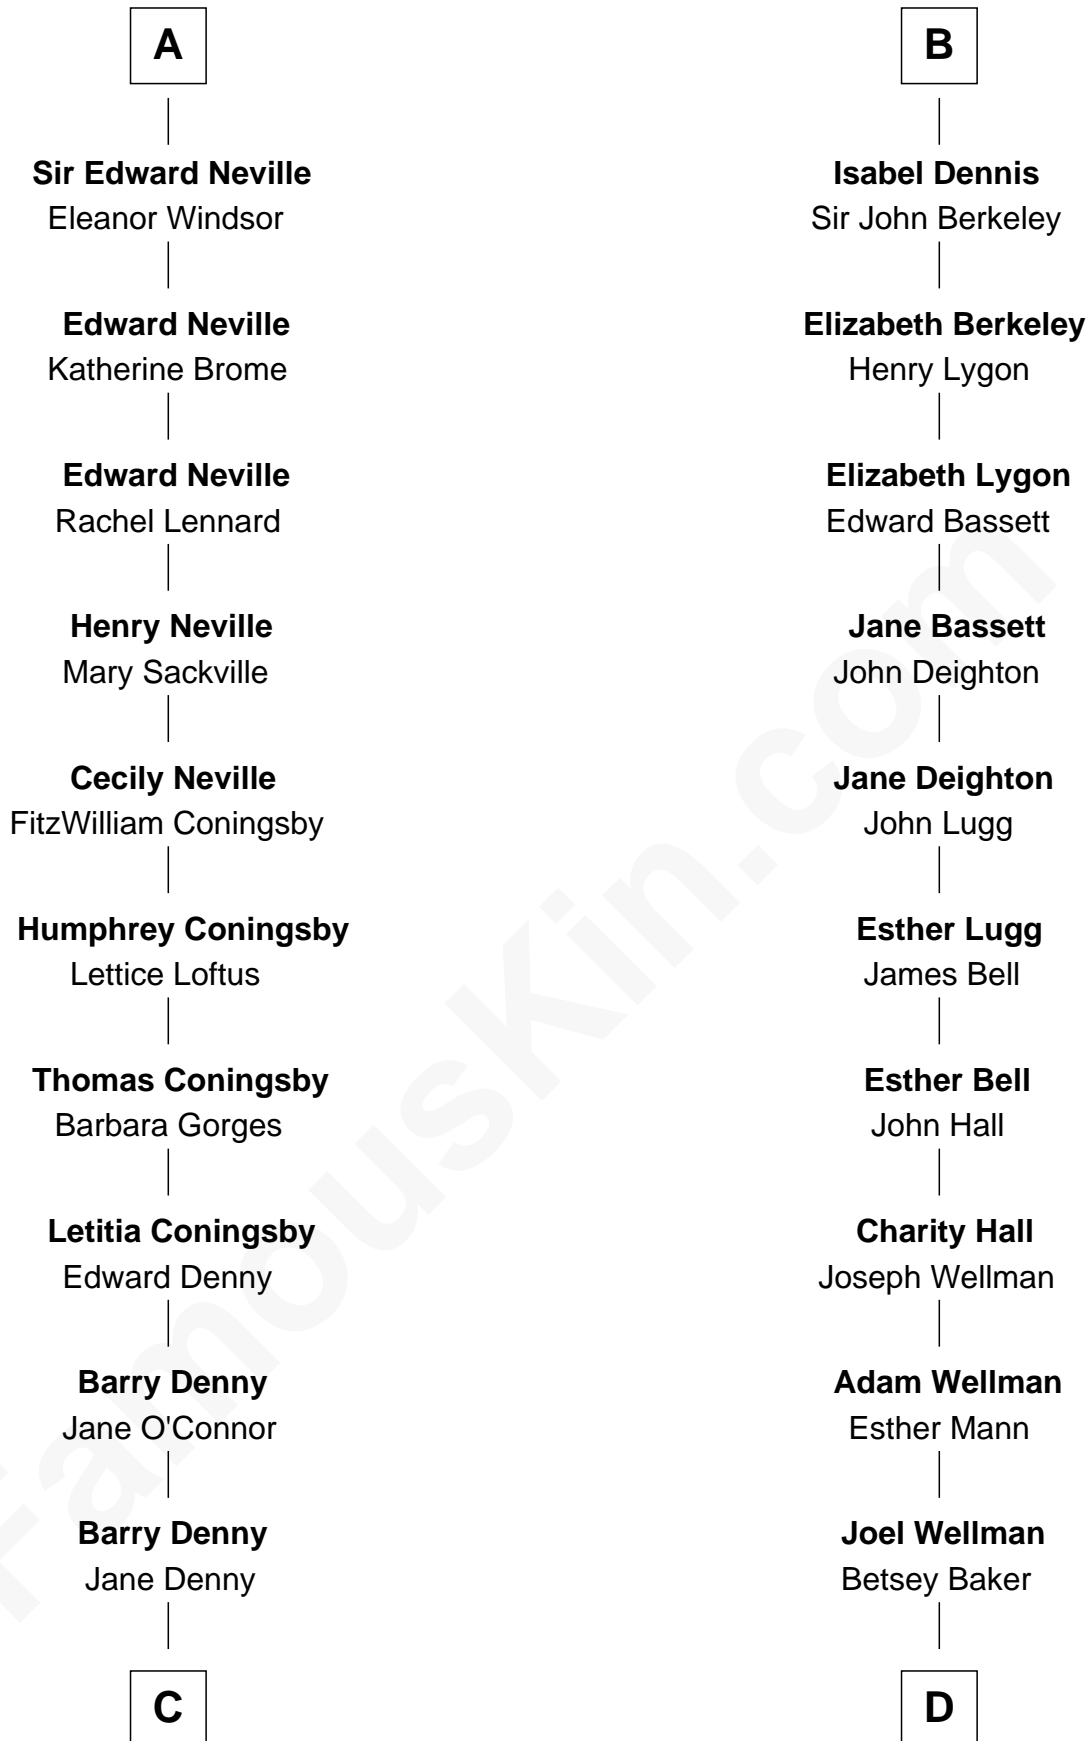 A
Sir Edward Neville
Eleanor Windsor
Edward Neville
Katherine Brome
Edward Neville
Rachel Lennard
Henry Neville
Mary Sackville
Cecily Neville
FitzWilliam Coningsby
Humphrey Coningsby
Lettice Loftus
Thomas Coningsby
Barbara Gorges
Letitia Coningsby
Edward Denny
Barry Denny
Jane O'Connor
Barry Denny
Jane Denny
C
B
Isabel Dennis
Sir John Berkeley
Elizabeth Berkeley
Henry Lygon
Elizabeth Lygon
Edward Bassett
Jane Bassett
John Deighton
Jane Deighton
John Lugg
Esther Lugg
James Bell
Esther Bell
John Hall
Charity Hall
Joseph Wellman
Adam Wellman
Esther Mann
Joel Wellman
Betsey Baker
D
FamousKin.com